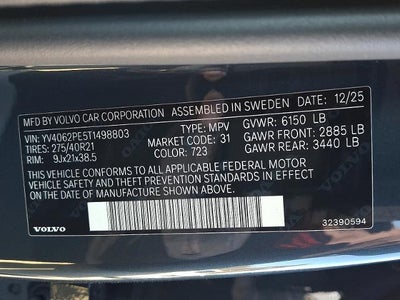 MFD BY VOLVO CAR CORPORATION ASSEMBLED IN SWEDEN DATE: 12/25
VIN: YV4062PE5T1498803 TYPE: MPV GVWR: 6150 LB
TIRES: 275/40R21 MARKET CODE: 31 GAWR FRONT: 2885 LB
RIM: 9Jx21x38.5 COLOR: 723 GAWR REAR: 3440 LB
THIS VEHICLE CONFORMS TO ALL APPLICABLE FEDERAL MOTOR
VEHICLE SAFETY AND THEFT PREVENTION STANDARDS IN EFFECT
ON THE DATE OF MANUFACTURE SHOWN ABOVE.
VOLVO 32390594